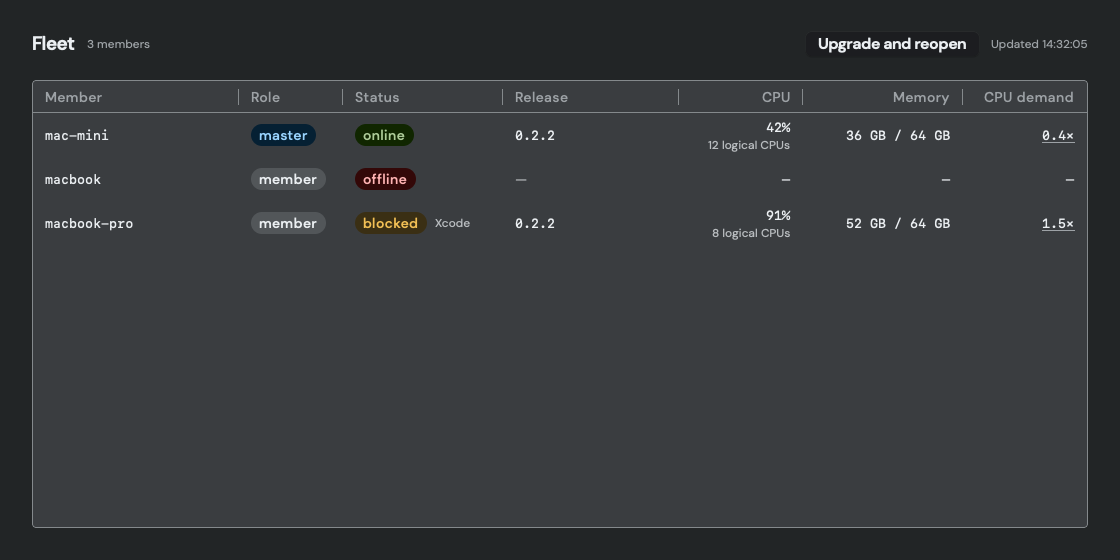 Fleet 3 members Upgrade and reopen Updated 14:32:05
Member Role Status Release CPU Memory CPU demand
mac-mini master online 0.2.2 42% 36 GB / 64 GB 0.4×
12 logical CPUs
macbook member offline — — — —
macbook-pro member blocked Xcode 0.2.2 91% 52 GB / 64 GB 1.5×
8 logical CPUs